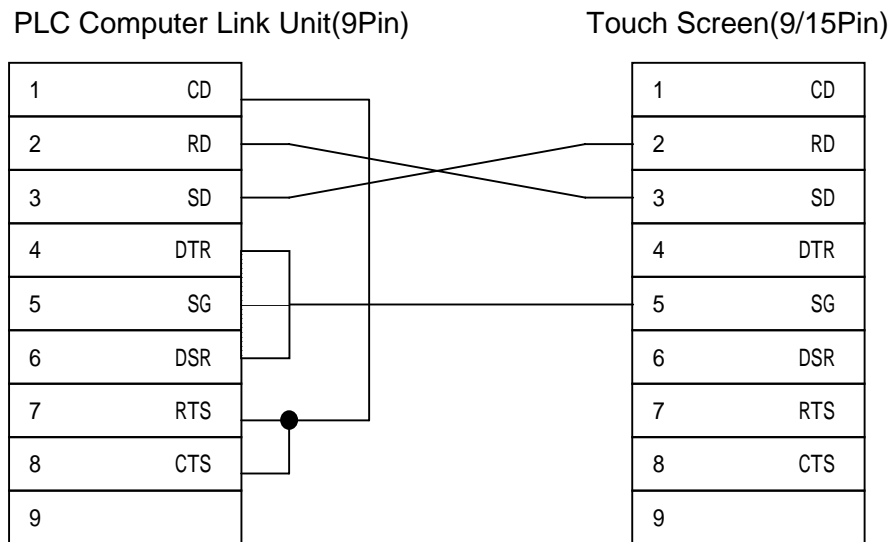 PLC Computer Link Unit(9Pin) Touch Screen(9/15Pin)
1 CD 1 CD
2 RD 2 RD
3 SD 3 SD
4 DTR 4 DTR
5 SG 5 SG
6 DSR 6 DSR
7 RTS 7 RTS
8 CTS 8 CTS
9 9